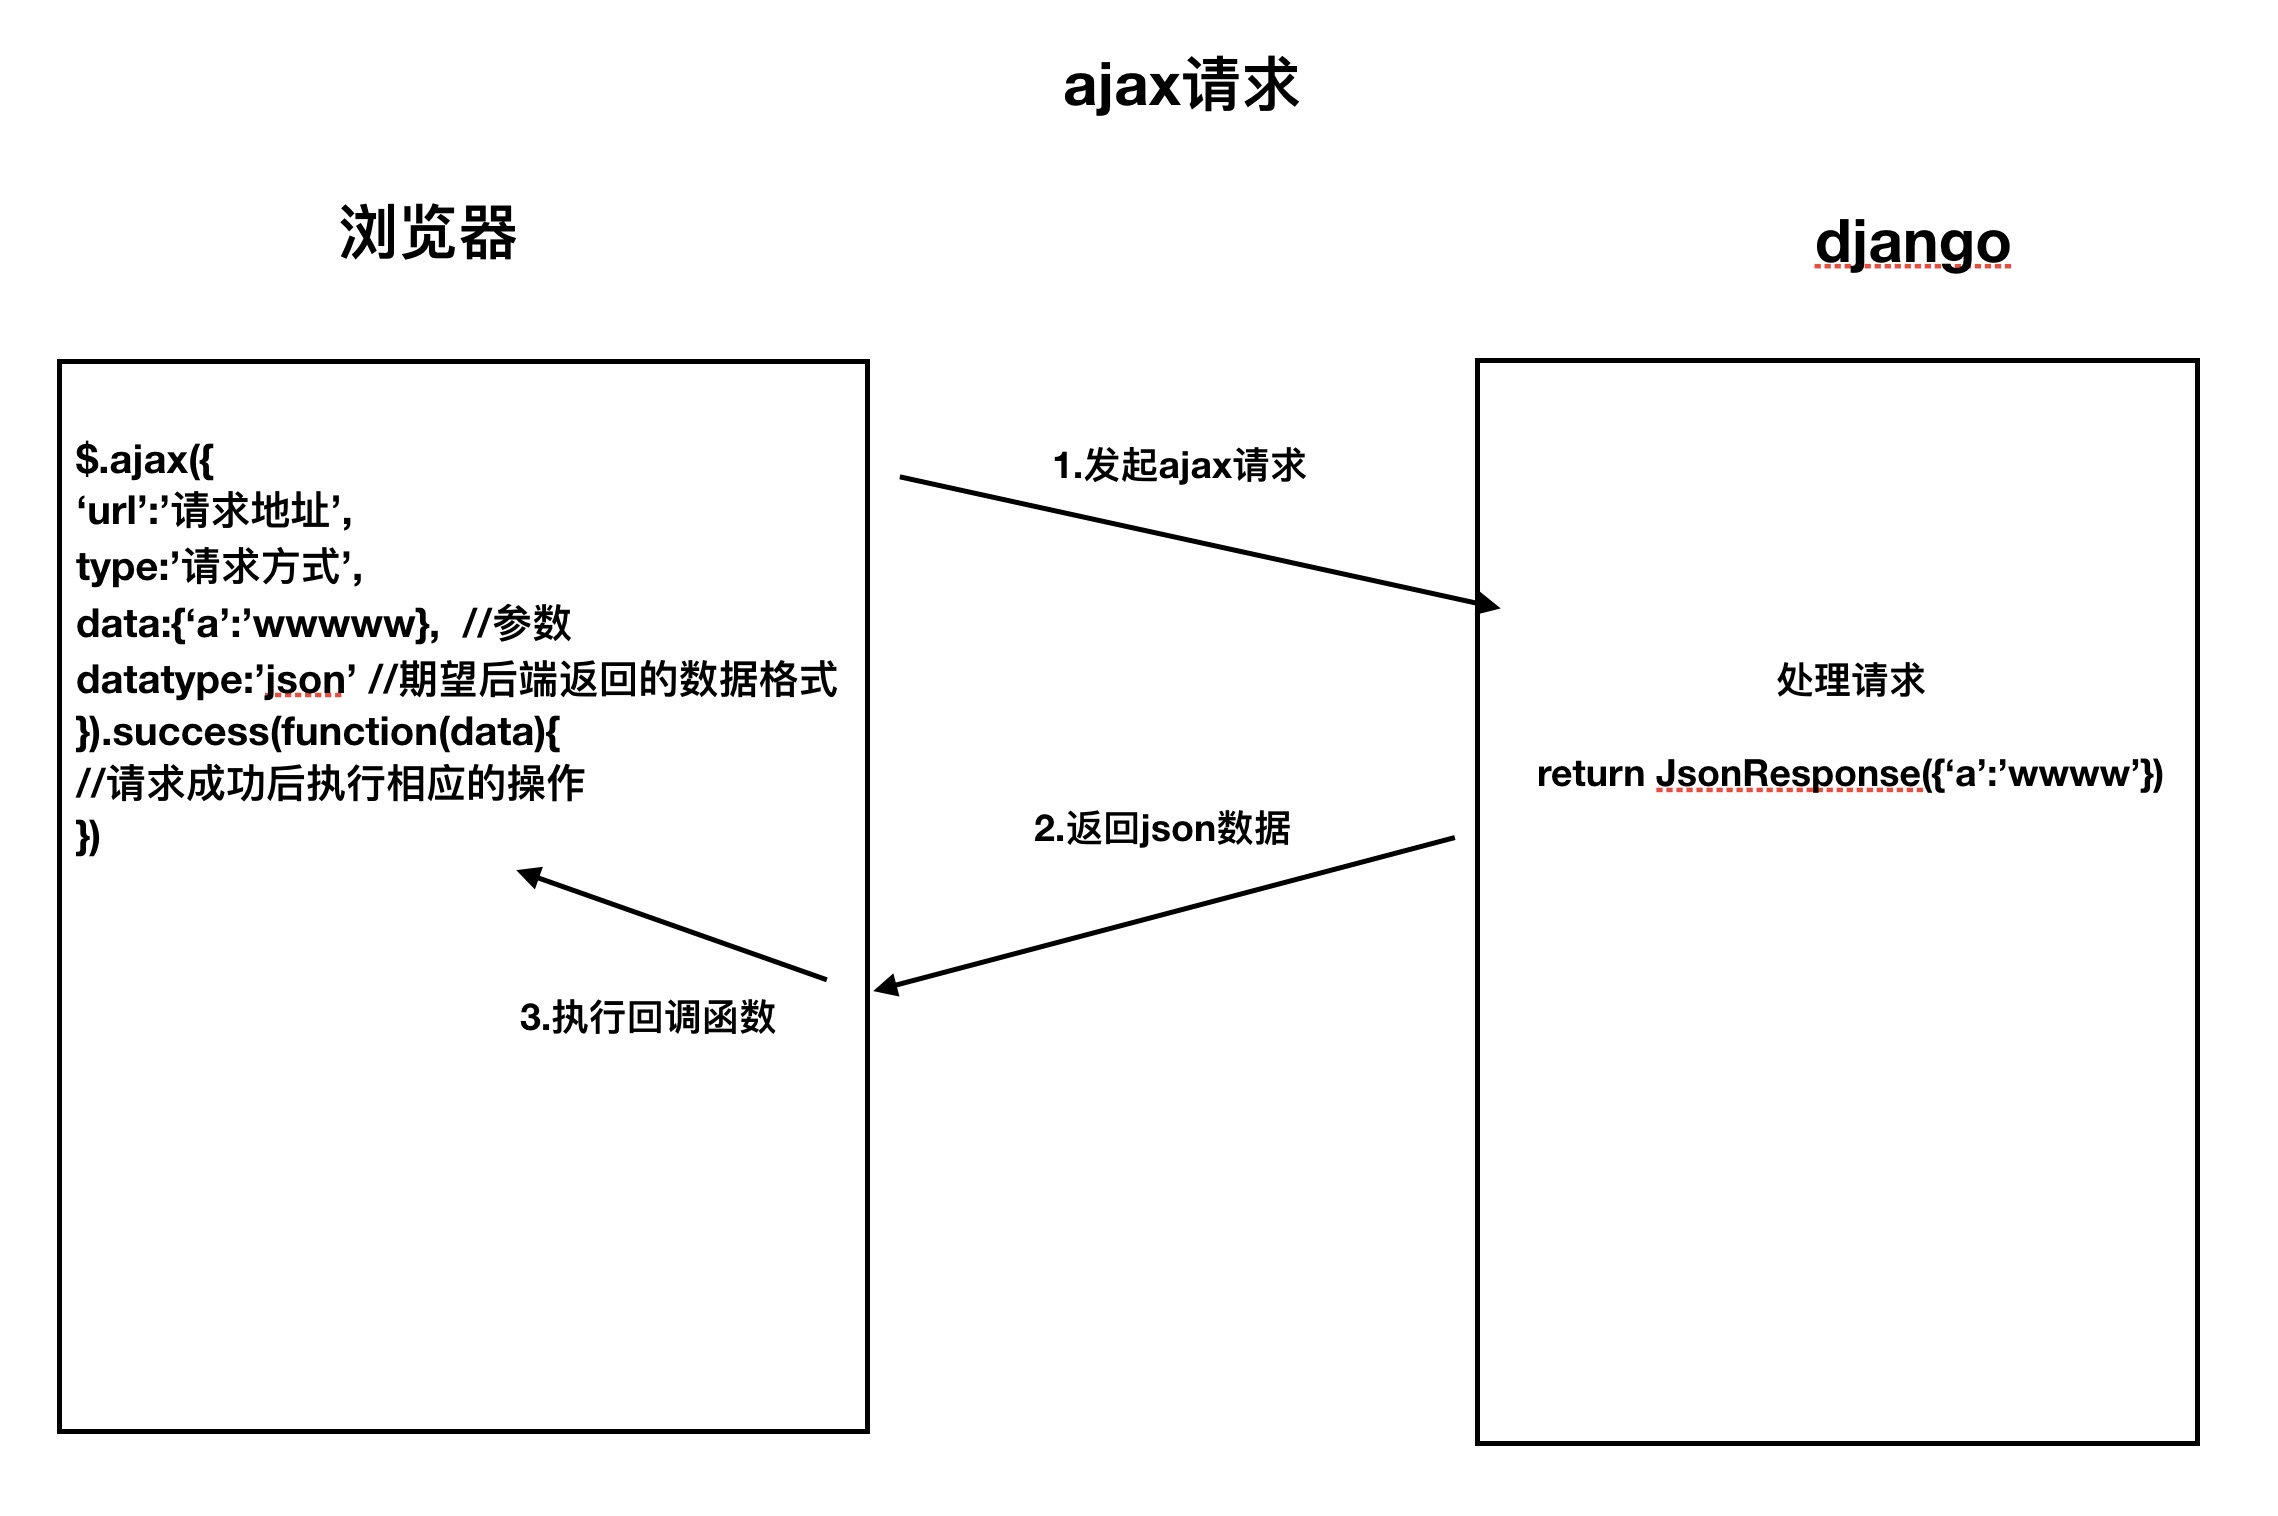 ajax请求
浏览器
django
$.ajax({
‘url’:’请求地址’,
type:’请求方式’,
data:{‘a’:’wwwww}, //参数
datatype:’json’ //期望后端返回的数据格式
}).success(function(data){
//请求成功后执行相应的操作
})
1.发起ajax请求
处理请求
return JsonResponse({‘a’:’wwww’})
2.返回json数据
3.执行回调函数